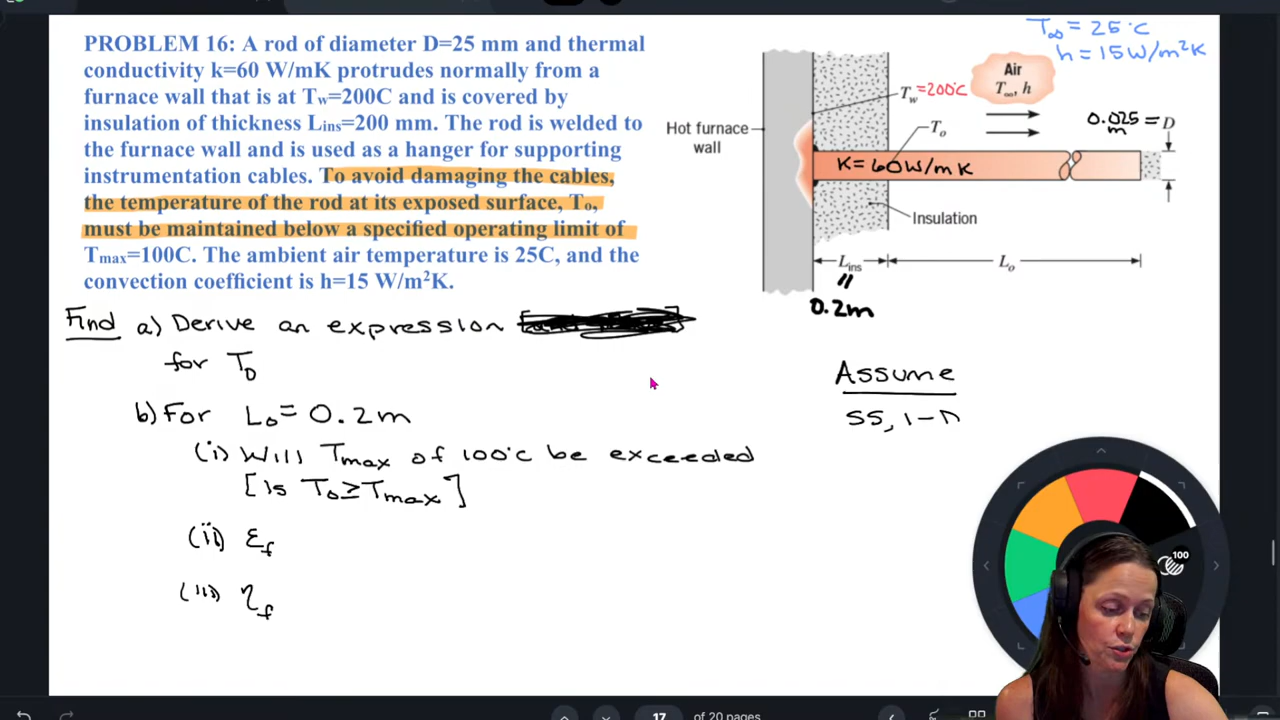 PROBLEM 16: A rod of diameter D=25 mm and thermal
conductivity k=60 W/mK protrudes normally from a
furnace wall that is at Tw=200C and is covered by
insulation of thickness Lins=200 mm. The rod is welded to
the furnace wall and is used as a hanger for supporting
instrumentation cables. To avoid damaging the cables,
the temperature of the rod at its exposed surface, To,
must be maintained below a specified operating limit of
Tmax=100C. The ambient air temperature is 25C, and the
convection coefficient is h=15 W/m²K.
T∞ = 25°C
h = 15 W/m²K
Air
T∞, h
Tw =200°C
To
0.025 = D
m
Hot furnace
wall
K=60W/mK
Insulation
Lins
Lo
=
0.2m
Find a) Derive an expression
for To
b) For Lo= 0.2m
(i) Will Tmax of 100°C be exceeded
[Is To≥Tmax]
(ii) εf
(iii) ηf
Assume
SS, 1-D
100
17 of 20 pages